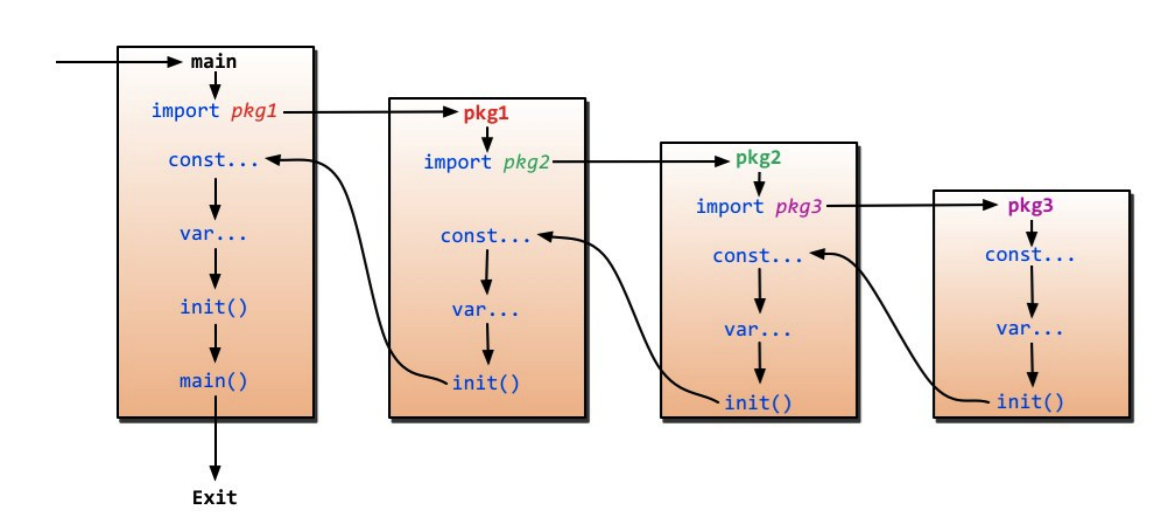 main
import pkg1
const...
var...
init()
main()
Exit
pkg1
import pkg2
const...
var...
init()
pkg2
import pkg3
const...
var...
init()
pkg3
const...
var...
init()